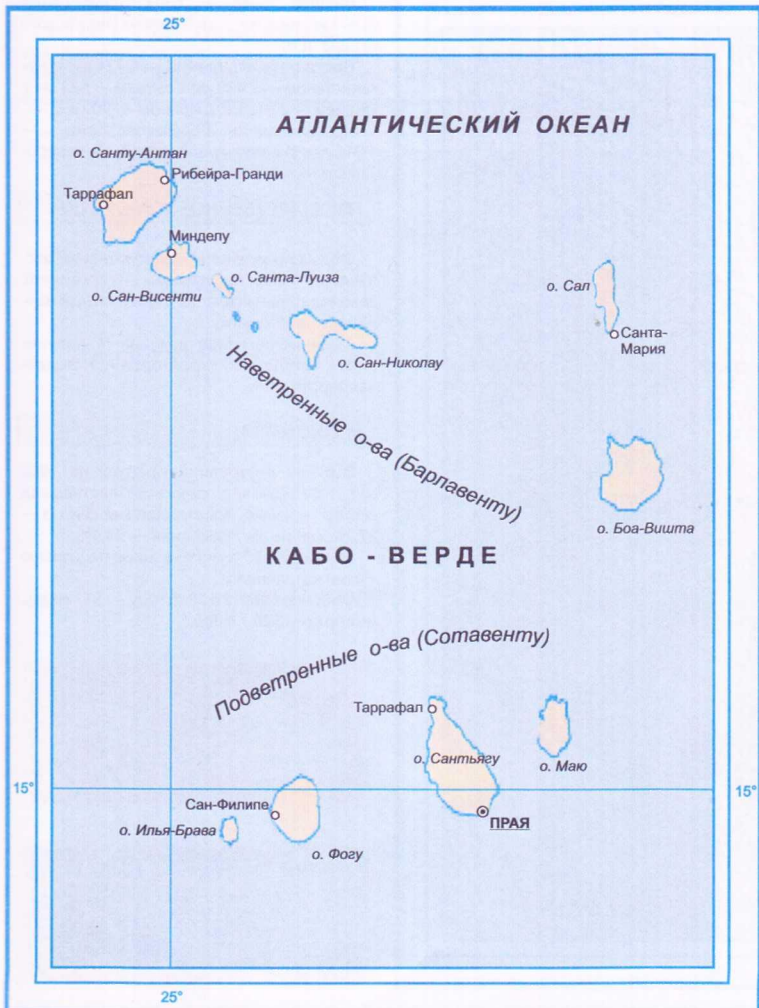 25°
АТЛАНТИЧЕСКИЙ ОКЕАН
о. Санту-Антан
Рибейра-Гранди
Таррафал
Минделу
о. Санта-Луиза
о. Сан-Висенти
о. Сал
Санта-
Мария
о. Сан-Николау
Наветренные о-ва (Барлавенту)
о. Боа-Вишта
КАБО - ВЕРДЕ
Подветренные о-ва (Сотавенту)
Таррафал
о. Сантьягу
о. Маю
15°
15°
Сан-Филипе
ПРАЯ
о. Илья-Брава
о. Фогу
25°